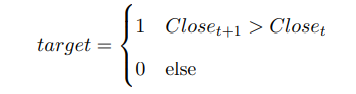 target = { 1 Close_{t+1} > Close_t
0 else